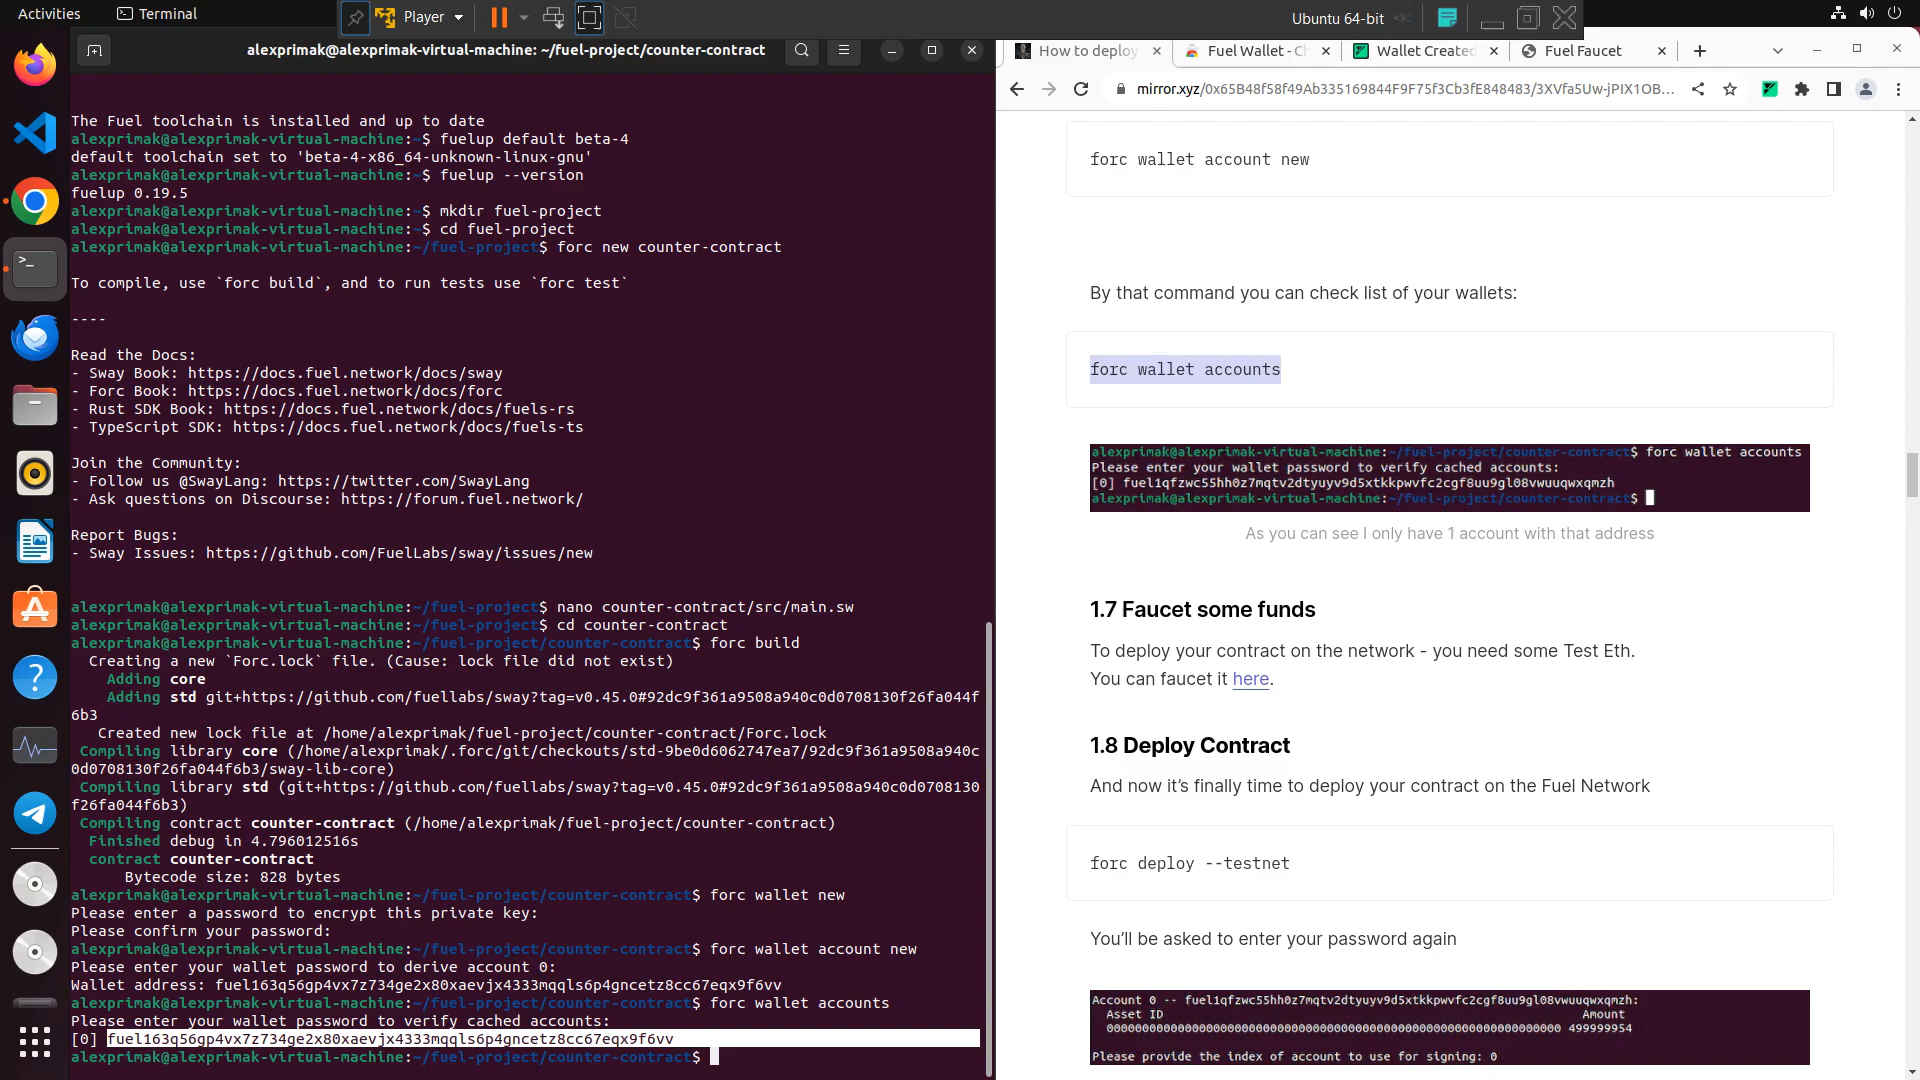 Activities
Terminal
Player
Ubuntu 64-bit
alexprimak@alexprimak-virtual-machine: ~/fuel-project/counter-contract
The Fuel toolchain is installed and up to date
alexprimak@alexprimak-virtual-machine:~$ fuelup default beta-4
default toolchain set to 'beta-4-x86_64-unknown-linux-gnu'
alexprimak@alexprimak-virtual-machine:~$ fuelup --version
fuelup 0.19.5
alexprimak@alexprimak-virtual-machine:~$ mkdir fuel-project
alexprimak@alexprimak-virtual-machine:~$ cd fuel-project
alexprimak@alexprimak-virtual-machine:~/fuel-project$ forc new counter-contract
To compile, use `forc build`, and to run tests use `forc test`
----
Read the Docs:
- Sway Book: https://docs.fuel.network/docs/sway
- Forc Book: https://docs.fuel.network/docs/forc
- Rust SDK Book: https://docs.fuel.network/docs/fuels-rs
- TypeScript SDK: https://docs.fuel.network/docs/fuels-ts
Join the Community:
- Follow us @SwayLang: https://twitter.com/SwayLang
- Ask questions on Discourse: https://forum.fuel.network/
Report Bugs:
- Sway Issues: https://github.com/FuelLabs/sway/issues/new
alexprimak@alexprimak-virtual-machine:~/fuel-project$ nano counter-contract/src/main.sw
alexprimak@alexprimak-virtual-machine:~/fuel-project$ cd counter-contract
alexprimak@alexprimak-virtual-machine:~/fuel-project/counter-contract$ forc build
Creating a new `Forc.lock` file. (Cause: lock file did not exist)
Adding core
Adding std git+https://github.com/fuellabs/sway?tag=v0.45.0#92dc9f361a9508a940c0d0708130f26fa044f
6b3
Created new lock file at /home/alexprimak/fuel-project/counter-contract/Forc.lock
Compiling library core (/home/alexprimak/.forc/git/checkouts/std-9be0d6062747ea7/92dc9f361a9508a940c
0d0708130f26fa044f6b3/sway-lib-core)
Compiling library std (git+https://github.com/fuellabs/sway?tag=v0.45.0#92dc9f361a9508a940c0d0708130
f26fa044f6b3)
Compiling contract counter-contract (/home/alexprimak/fuel-project/counter-contract)
Finished debug in 4.796012516s
contract counter-contract
Bytecode size: 828 bytes
alexprimak@alexprimak-virtual-machine:~/fuel-project/counter-contract$ forc wallet new
Please enter a password to encrypt this private key:
Please confirm your password:
alexprimak@alexprimak-virtual-machine:~/fuel-project/counter-contract$ forc wallet account new
Please enter your wallet password to derive account 0:
Wallet address: fuel163q56gp4vx7z734ge2x80xaevjx4333mqqls6p4gncetz8cc67eqx9f6vv
alexprimak@alexprimak-virtual-machine:~/fuel-project/counter-contract$ forc wallet accounts
Please enter your wallet password to verify cached accounts:
[0] fuel163q56gp4vx7z734ge2x80xaevjx4333mqqls6p4gncetz8cc67eqx9f6vv
alexprimak@alexprimak-virtual-machine:~/fuel-project/counter-contract$
How to deploy
Fuel Wallet - Ch
Wallet Created
Fuel Faucet
mirror.xyz/0x65B48f58f49Ab335169844F9F75f3Cb3fE848483/3XVfa5Uw-jPIX1OB...
forc wallet account new
By that command you can check list of your wallets:
forc wallet accounts
alexprimak@alexprimak-virtual-machine:~/fuel-project/counter-contract$ forc wallet accounts
Please enter your wallet password to verify cached accounts:
[0] fuel1qfzwc55hh0z7mqtv2dtyuyv9d5xtkkpwvfc2cgf8uu9gl08vwuuqwxqmzh
alexprimak@alexprimak-virtual-machine:~/fuel-project/counter-contract$
As you can see I only have 1 account with that address
1.7 Faucet some funds
To deploy your contract on the network - you need some Test Eth.
You can faucet it here.
1.8 Deploy Contract
And now it's finally time to deploy your contract on the Fuel Network
forc deploy --testnet
You'll be asked to enter your password again
Account 0 -- fuel1qfzwc55hh0z7mqtv2dtyuyv9d5xtkkpwvfc2cgf8uu9gl08vwuuqwxqmzh:
Asset ID Amount
0000000000000000000000000000000000000000000000000000000000000000 499999954
Please provide the index of account to use for signing: 0